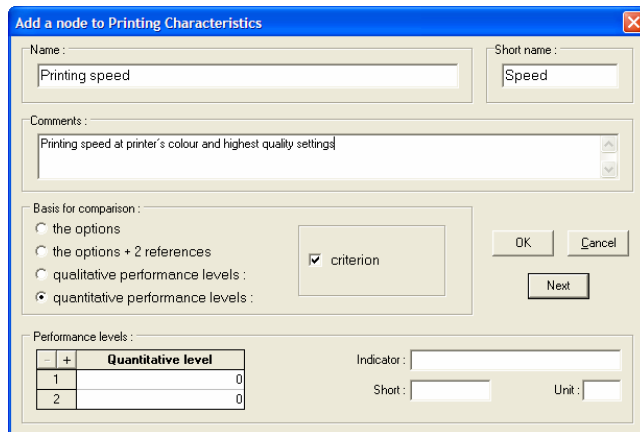 Add a node to Printing Characteristics
Name :
Short name :
Printing speed
Speed
Comments :
Printing speed at printer´s colour and highest quality settings
Basis for comparison :
the options
the options + 2 references
qualitative performance levels :
quantitative performance levels :
criterion
OK
Cancel
Next
Performance levels :
- + Quantitative level
1 0
2 0
Indicator :
Short :
Unit :